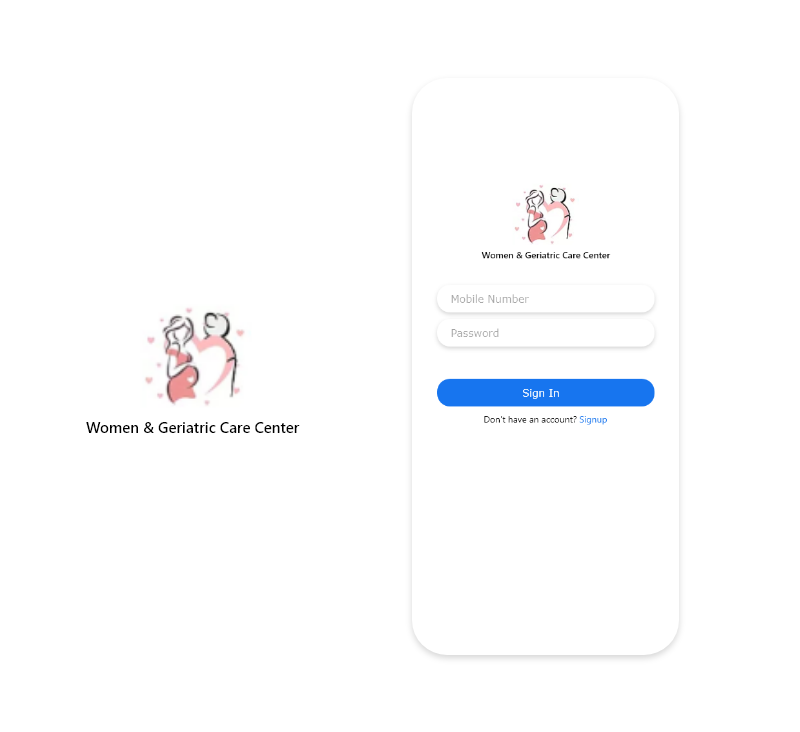 Women & Geriatric Care Center
Women & Geriatric Care Center
Mobile Number
Password
Sign In
Don't have an account? Signup